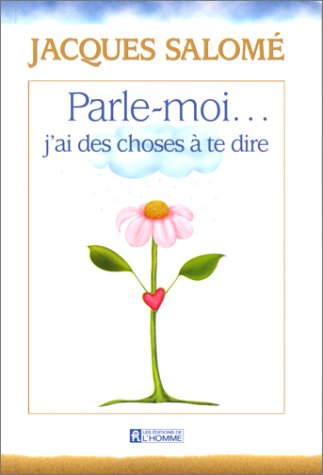 JACQUES SALOMÉ
Parle-moi...
j'ai des choses à te dire
LES ÉDITIONS DE
L'HOMME